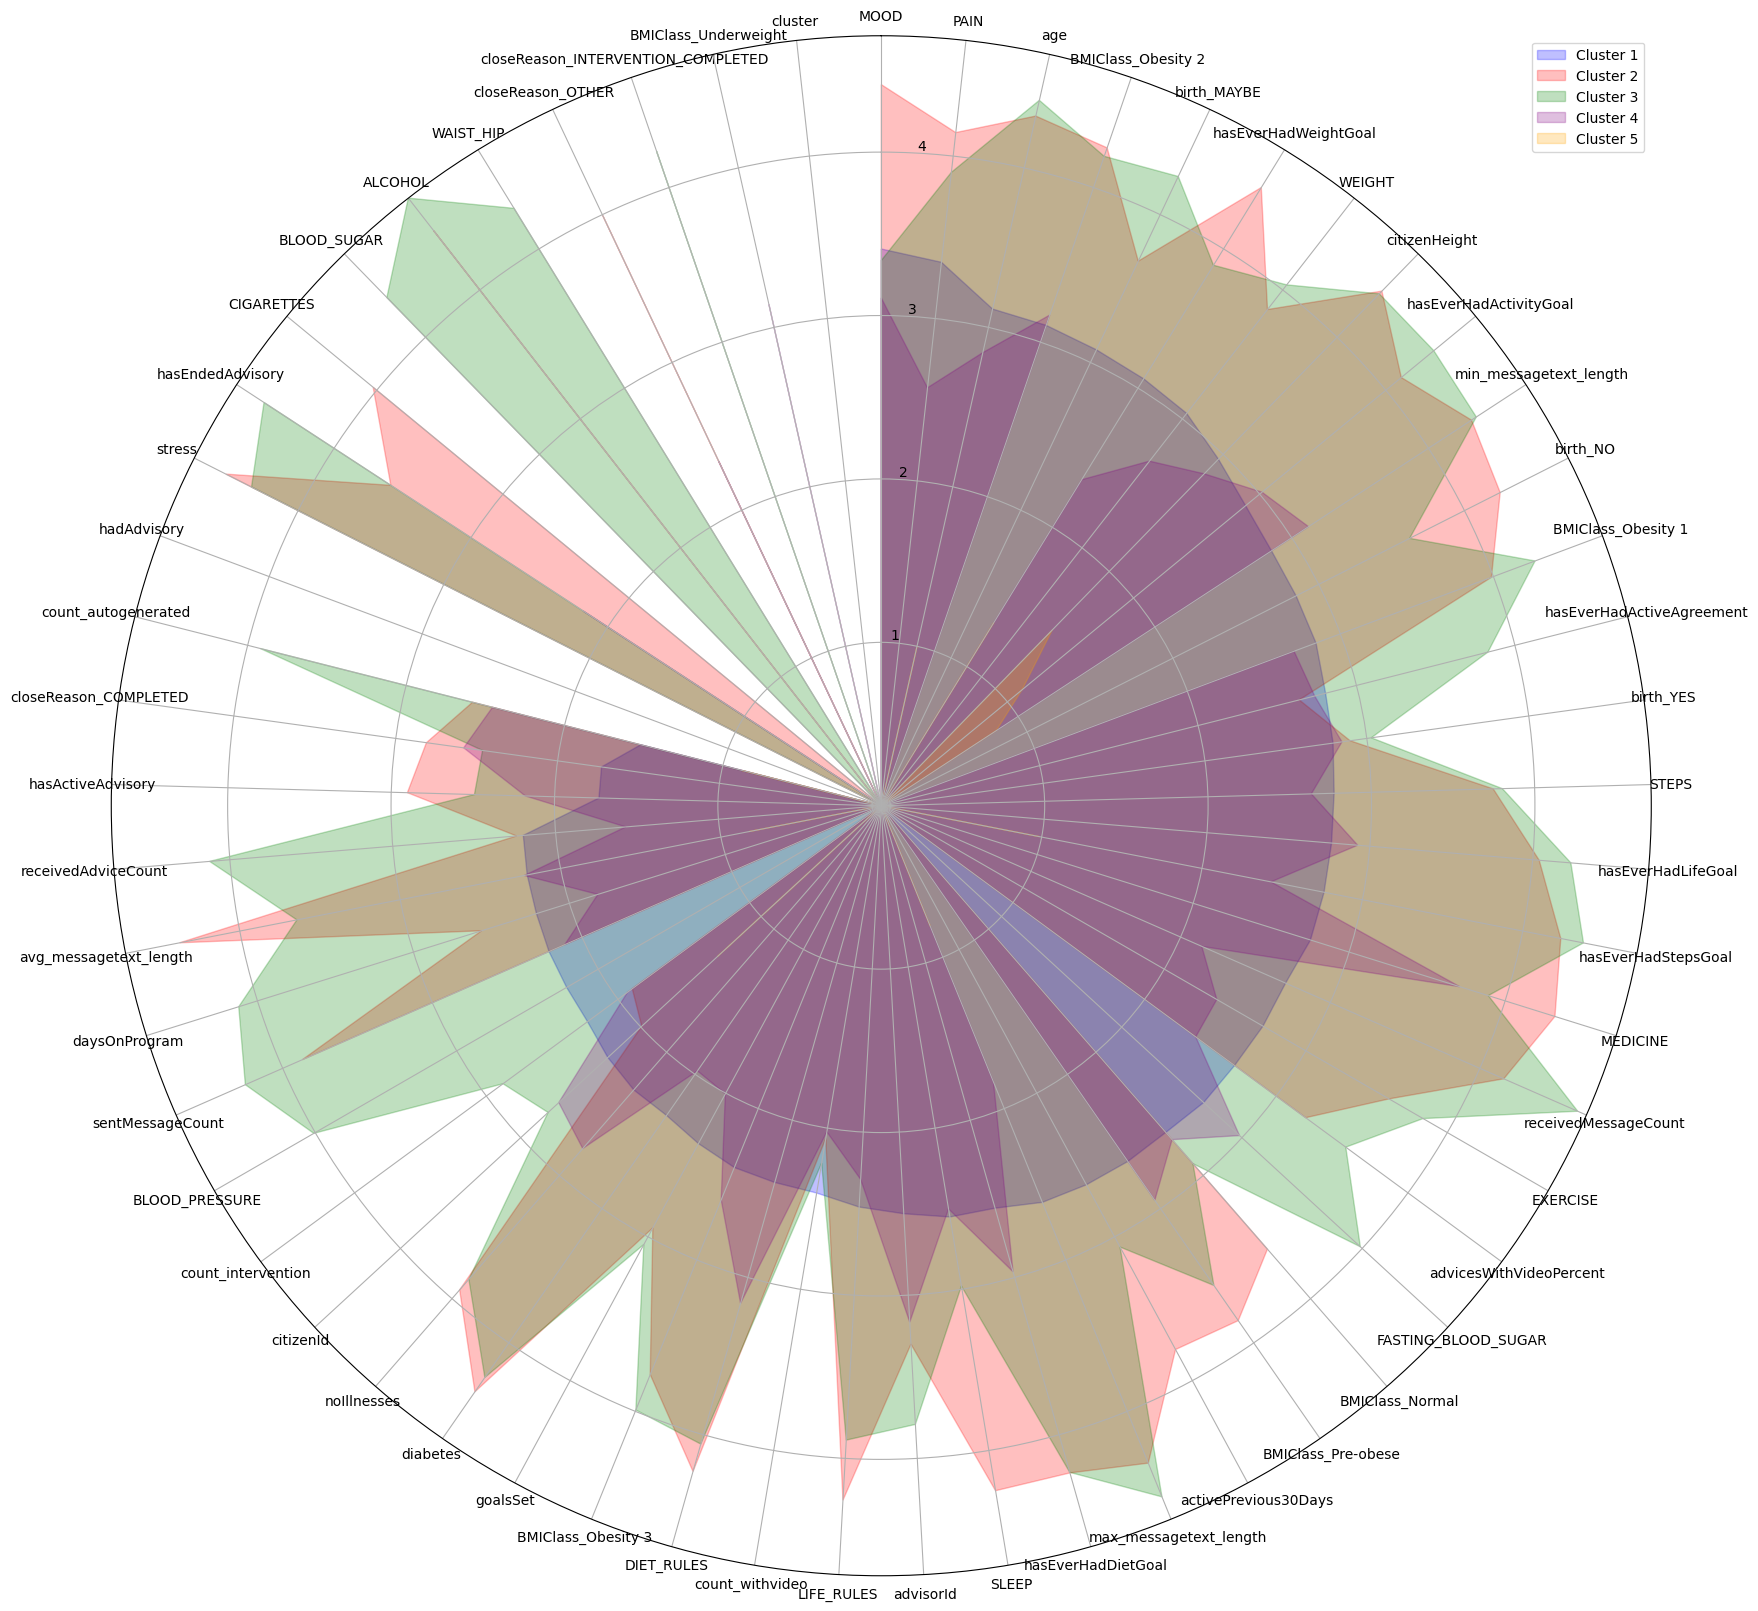 MOOD
PAIN
age
BMIClass_Obesity 2
birth_MAYBE
hasEverHadWeightGoal
WEIGHT
citizenHeight
hasEverHadActivityGoal
min_messagetext_length
birth_NO
BMIClass_Obesity 1
hasEverHadActiveAgreement
birth_YES
STEPS
hasEverHadLifeGoal
hasEverHadStepsGoal
MEDICINE
receivedMessageCount
EXERCISE
advicesWithVideoPercent
FASTING_BLOOD_SUGAR
BMIClass_Normal
BMIClass_Pre-obese
activePrevious30Days
max_messagetext_length
hasEverHadDietGoal
SLEEP
advisorId
LIFE_RULES
count_withvideo
DIET_RULES
BMIClass_Obesity 3
goalsSet
diabetes
noIllnesses
citizenId
count_intervention
BLOOD_PRESSURE
sentMessageCount
daysOnProgram
avg_messagetext_length
receivedAdviceCount
hasActiveAdvisory
closeReason_COMPLETED
count_autogenerated
hadAdvisory
stress
hasEndedAdvisory
CIGARETTES
BLOOD_SUGAR
ALCOHOL
WAIST_HIP
closeReason_OTHER
closeReason_INTERVENTION_COMPLETED
BMIClass_Underweight
cluster
4
3
2
1
Cluster 1
Cluster 2
Cluster 3
Cluster 4
Cluster 5